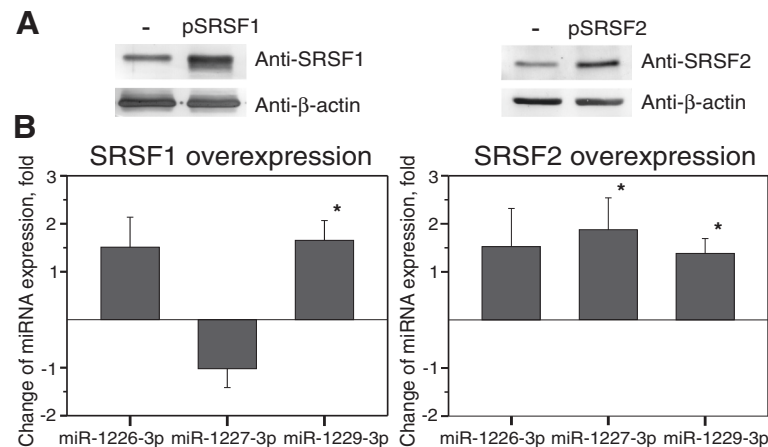 A
- pSRSF1
Anti-SRSF1
Anti-β-actin
- pSRSF2
Anti-SRSF2
Anti-β-actin
B
SRSF1 overexpression
Change of miRNA expression, fold
3
2
1
-1
-2
*
miR-1226-3p miR-1227-3p miR-1229-3p
SRSF2 overexpression
Change of miRNA expression, fold
3
2
1
-1
-2
*
*
miR-1226-3p miR-1227-3p miR-1229-3p